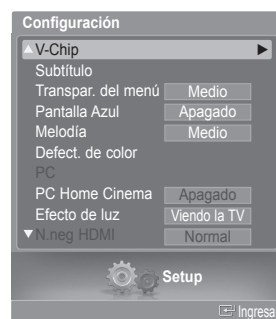 Configuración
▲V-Chip ►
Subtítulo
Transpar. del menú Medio
Pantalla Azul Apagado
Melodía Medio
Defect. de color
PC
PC Home Cinema Apagado
Efecto de luz Viendo la TV
▼N.neg HDMI Normal
Setup
Ingresa